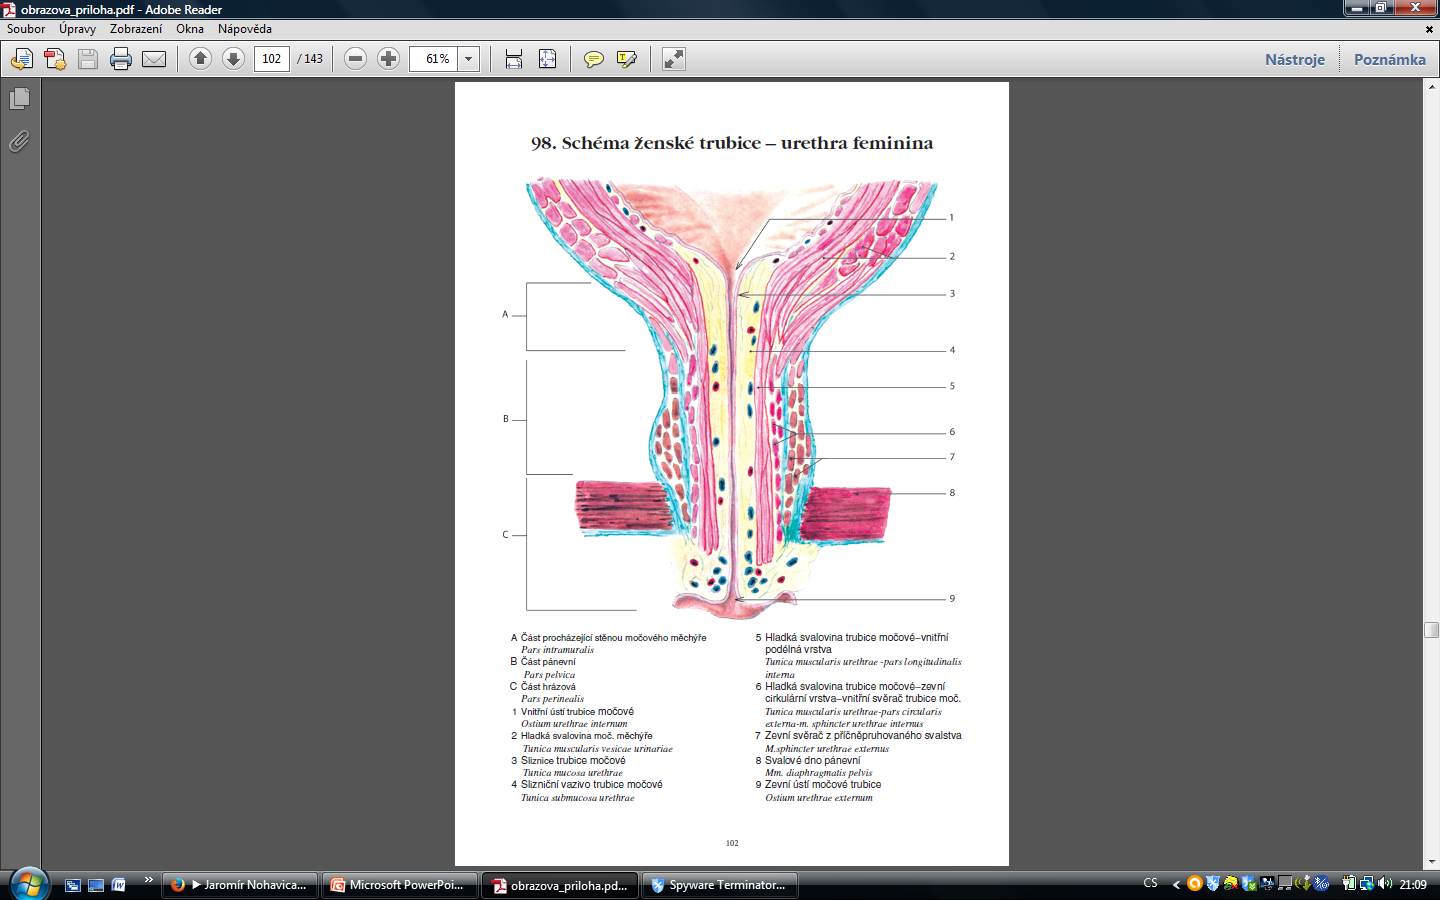 obrazova_priloha.pdf - Adobe Reader
Soubor Úpravy Zobrazení Okna Nápověda
102 / 143 61% Nástroje Poznámka
98. Schéma ženské trubice – urethra feminina
1
2
3
A
4
5
B
6
7
8
C
9
A Část procházející stěnou močového měchýře
Pars intramuralis
B Část pánevní
Pars pelvica
C Část hrázová
Pars perinealis
1 Vnitřní ústí trubice močové
Ostium urethrae internum
2 Hladká svalovina moč. měchýře
Tunica muscularis vesicae urinariae
3 Sliznice trubice močové
Tunica mucosa urethrae
4 Slizniční vazivo trubice močové
Tunica submucosa urethrae
5 Hladká svalovina trubice močové–vnitřní
podélná vrstva
Tunica muscularis urethrae -pars longitudinalis
interna
6 Hladká svalovina trubice močové–zevní
cirkulární vrstva–vnitřní svěrač trubice moč.
Tunica muscularis urethrae-pars circularis
externa-m. sphincter urethrae internus
7 Zevní svěrač z příčněpruhovaného svalstva
M.sphincter urethrae externus
8 Svalové dno pánevní
Mm. diaphragmatis pelvis
9 Zevní ústí močové trubice
Ostium urethrae externum
102
Jaromír Nohavica... Microsoft PowerPoi... obrazova_priloha.pd... Spyware Terminator... CS 21:09